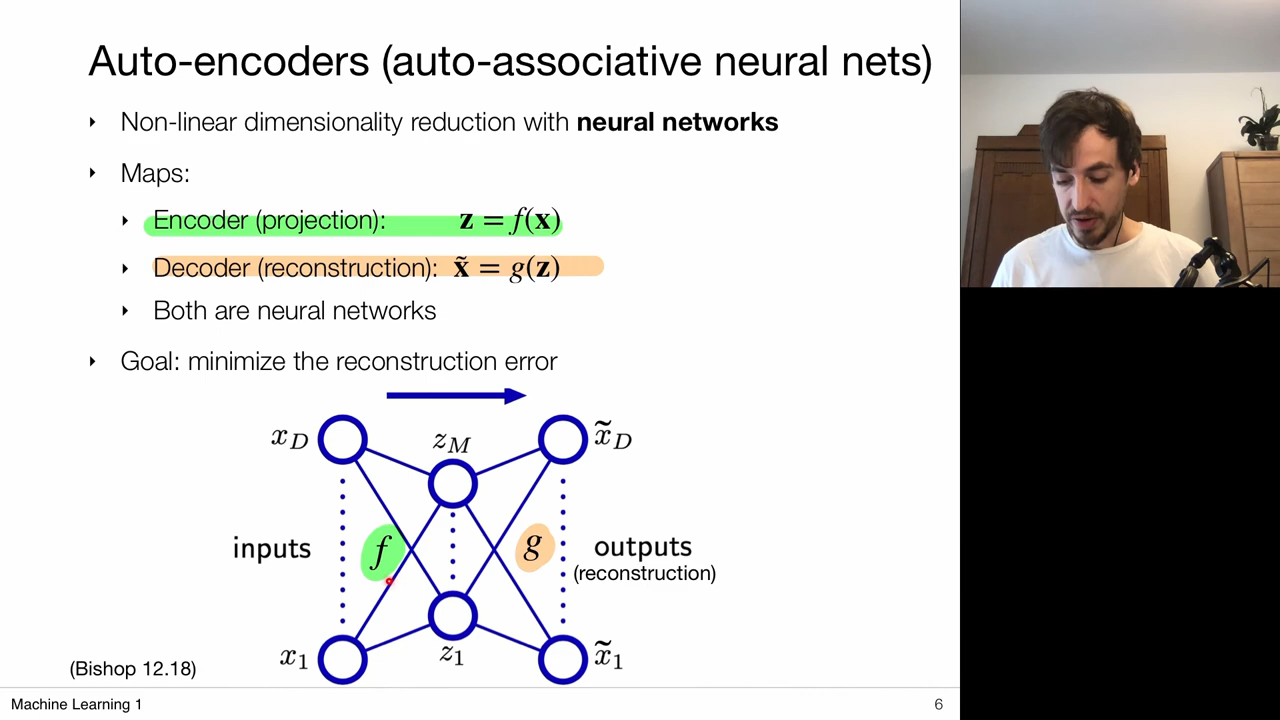 Auto-encoders (auto-associative neural nets)
‣ Non-linear dimensionality reduction with neural networks
‣ Maps:
‣ Encoder (projection): z = f(x)
‣ Decoder (reconstruction): x̃ = g(z)
‣ Both are neural networks
‣ Goal: minimize the reconstruction error
x_D z_M x̃_D
inputs f g outputs
(reconstruction)
x_1 z_1 x̃_1
(Bishop 12.18)
Machine Learning 1 6